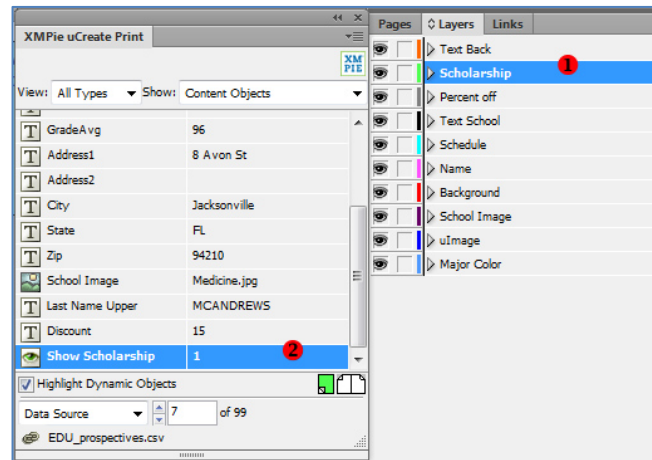 XMPie uCreate Print
XM
PIE
View: All Types Show: Content Objects
T GradeAvg 96
T Address1 8 Avon St
T Address2
T City Jacksonville
T State FL
T Zip 94210
School Image Medicine.jpg
T Last Name Upper MCANDREWS
T Discount 15
Show Scholarship 1 2
Highlight Dynamic Objects
Data Source 7 of 99
EDU_prospectives.csv
Pages Layers Links
Text Back
Scholarship 1
Percent off
Text School
Schedule
Name
Background
School Image
uImage
Major Color